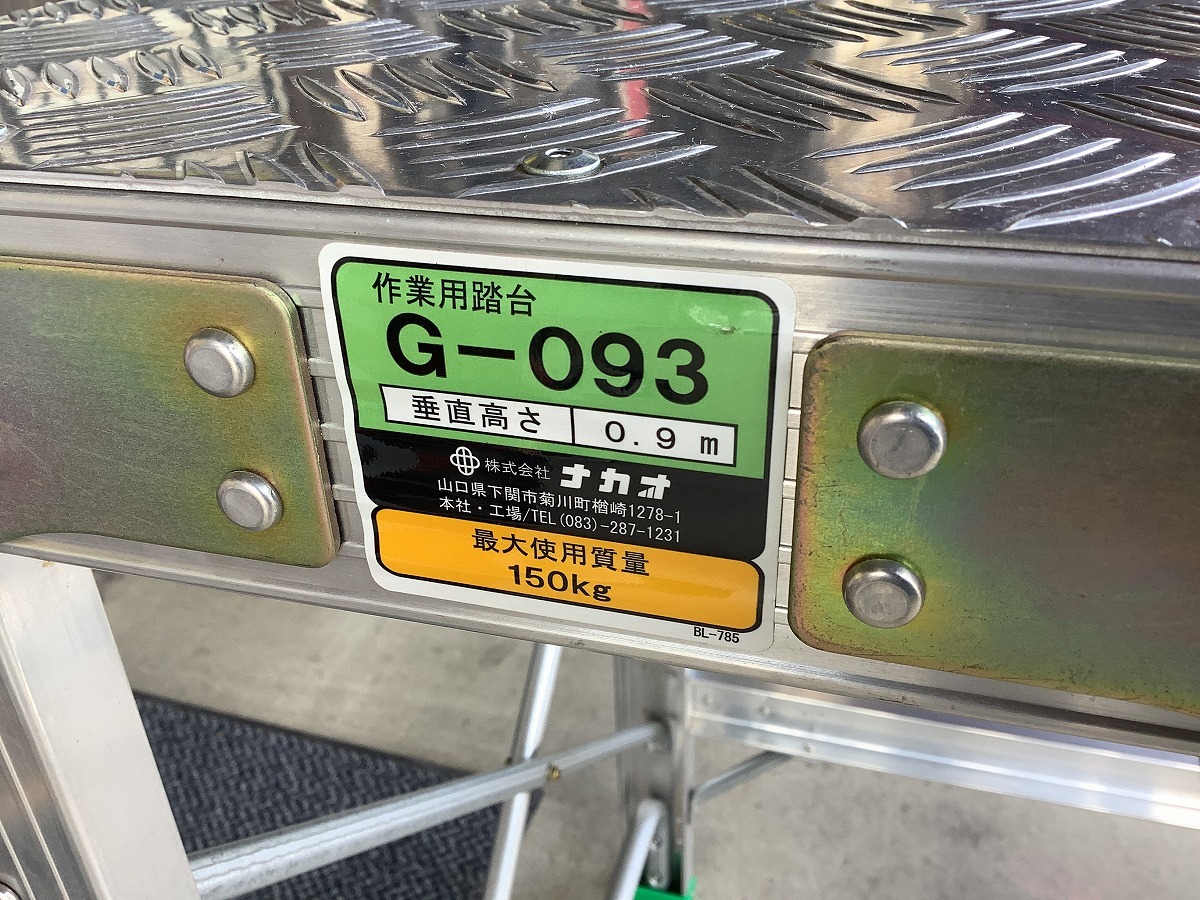 作業用踏台
G-093
垂直高さ 0.9m
株式会社 ナカオ
山口県下関市菊川町楢崎1278-1
本社・工場/TEL(083)-287-1231
最大使用質量
150kg
BL-785